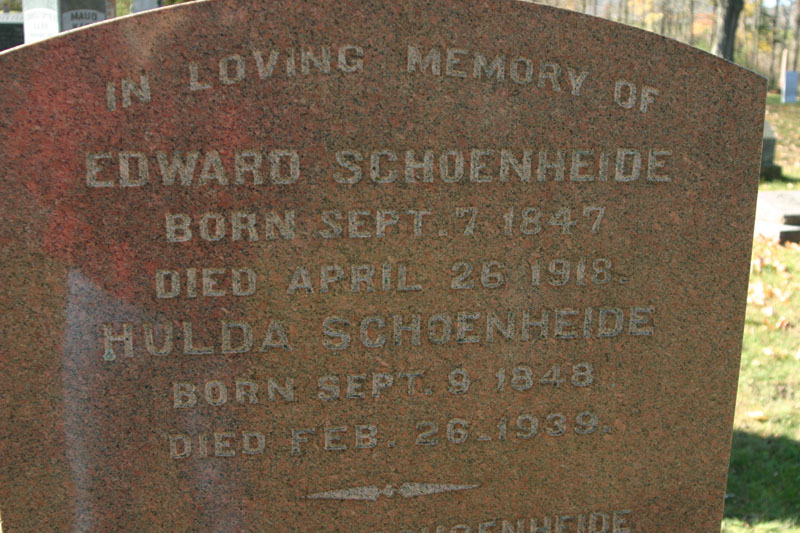 MAUD
IN LOVING MEMORY OF
EDWARD SCHOENHEIDE
BORN SEPT. 7 1847
DIED APRIL 26 1918.
HULDA SCHOENHEIDE
BORN SEPT. 9 1848
DIED FEB. 26. 1939.